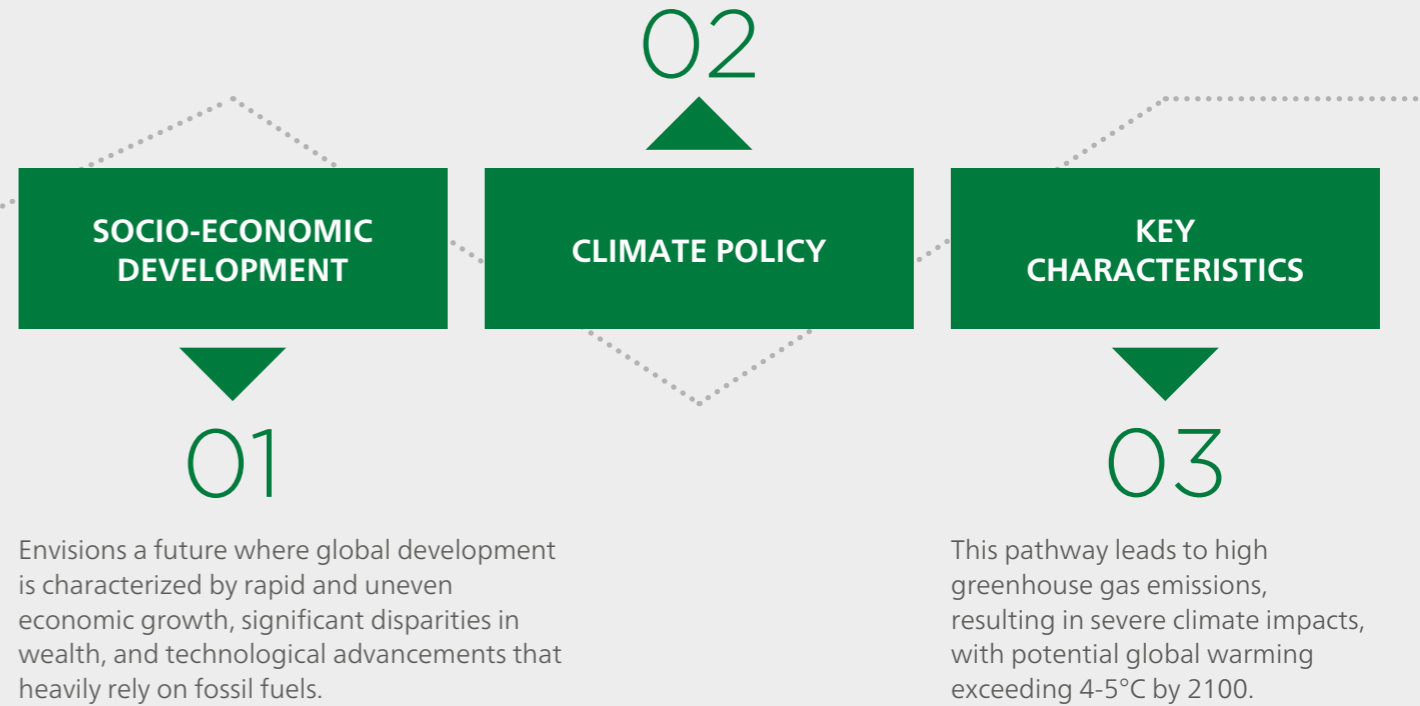 02
SOCIO-ECONOMIC
DEVELOPMENT
CLIMATE POLICY
KEY
CHARACTERISTICS
01
Envisions a future where global development
is characterized by rapid and uneven
economic growth, significant disparities in
wealth, and technological advancements that
heavily rely on fossil fuels.
03
This pathway leads to high
greenhouse gas emissions,
resulting in severe climate impacts,
with potential global warming
exceeding 4-5°C by 2100.